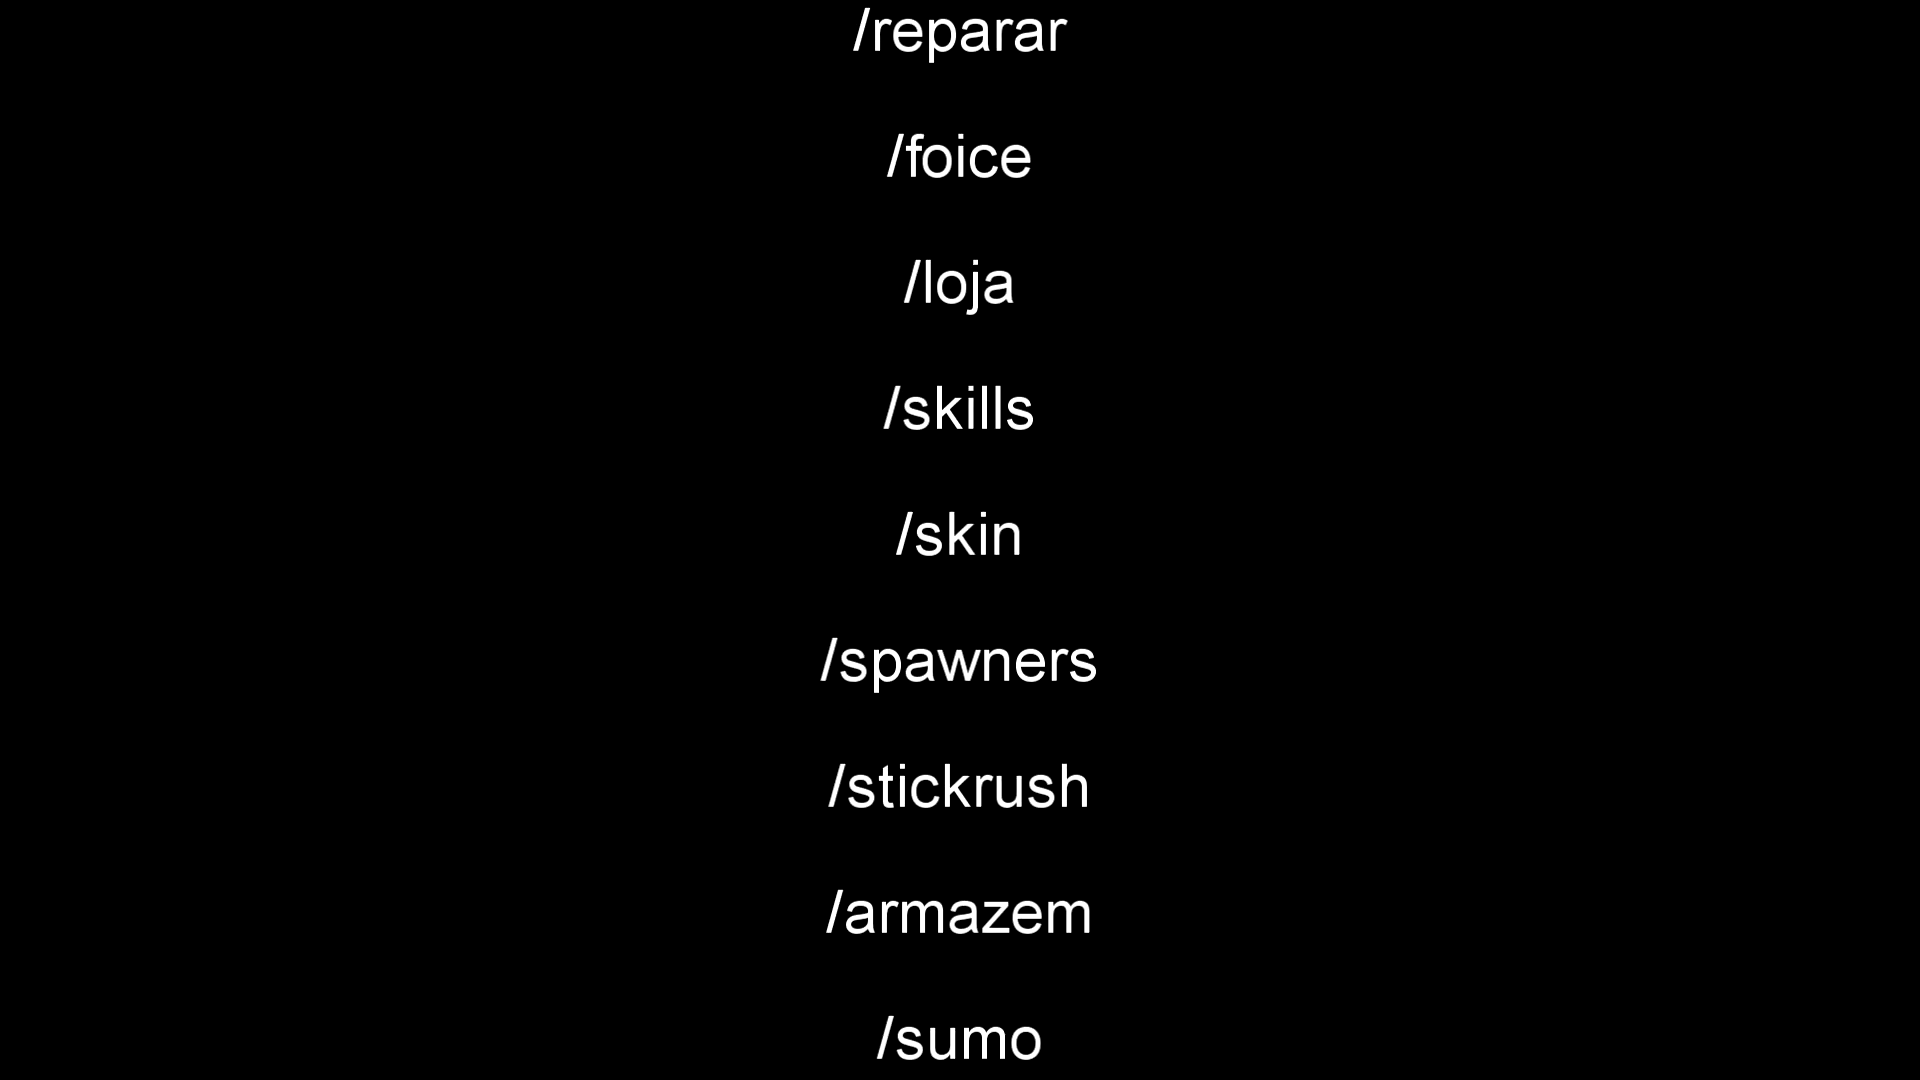 /reparar
/foice
/loja
/skills
/skin
/spawners
/stickrush
/armazem
/sumo